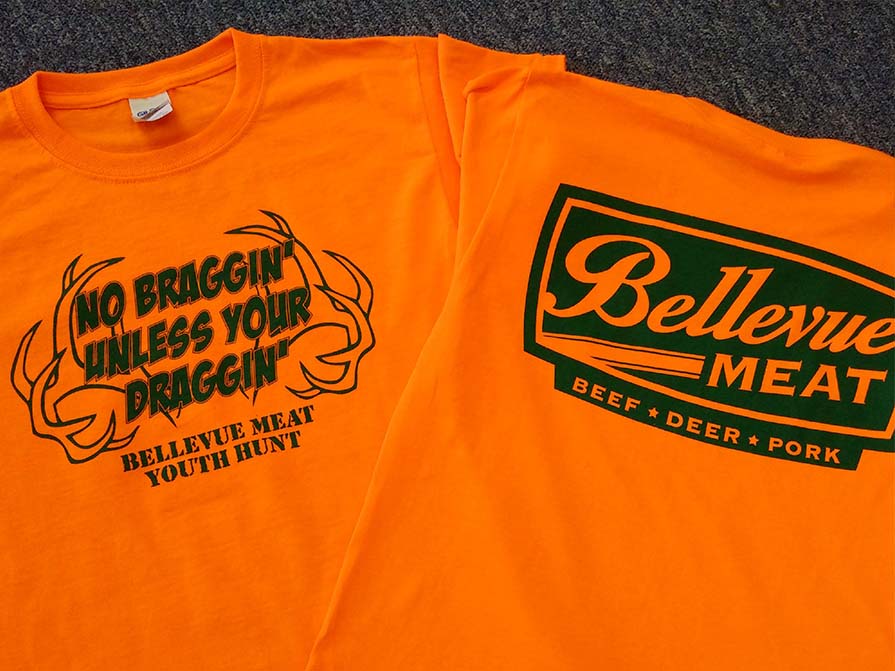 NO BRAGGIN'
UNLESS YOUR
DRAGGIN'
BELLEVUE MEAT
YOUTH HUNT
Bellevue
MEAT
BEEF ★ DEER ★ PORK